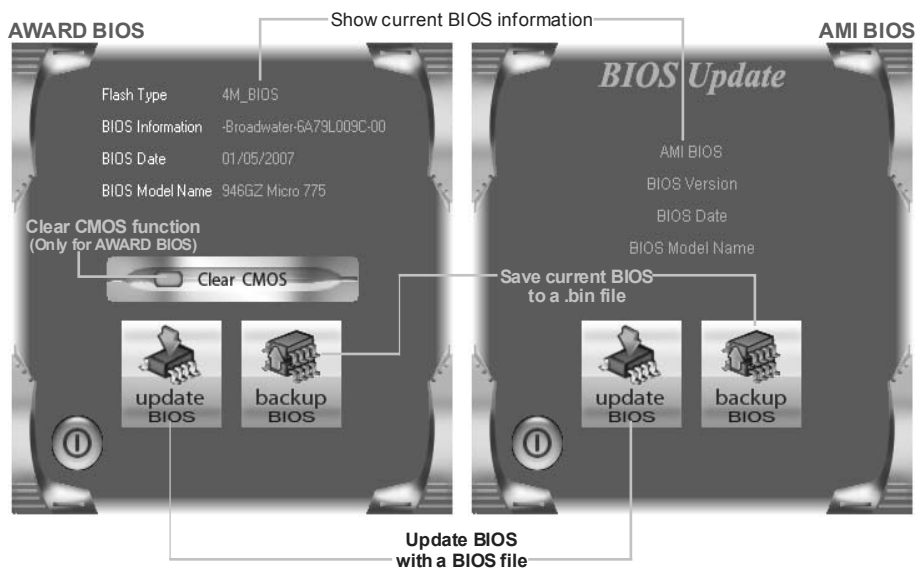 Show current BIOS information
AWARD BIOS
AMI BIOS
Flash Type 4M_BIOS
BIOS Information -Broadwater-6A79L009C-00
BIOS Date 01/05/2007
BIOS Model Name 946GZ Micro 775
Clear CMOS function
(Only for AWARD BIOS)
Clear CMOS
update
BIOS
backup
BIOS
BIOS Update
AMI BIOS
BIOS Version
BIOS Date
BIOS Model Name
Save current BIOS
to a .bin file
update
BIOS
backup
BIOS
Update BIOS
with a BIOS file